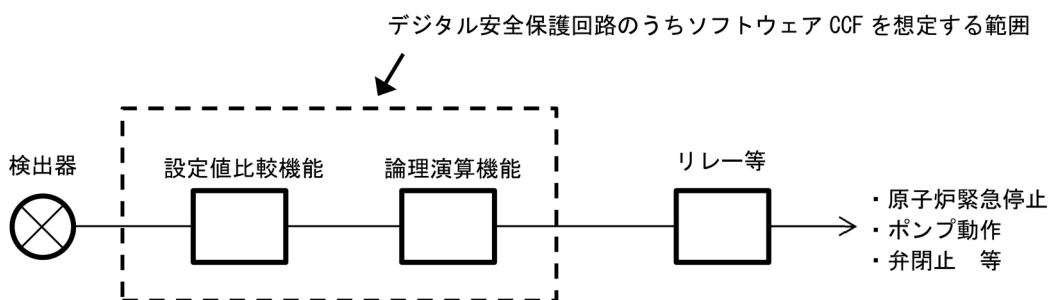 デジタル安全保護回路のうちソフトウェア CCF を想定する範囲
検出器
設定値比較機能
論理演算機能
リレー等
・原子炉緊急停止
・ポンプ動作
・弁閉止　等